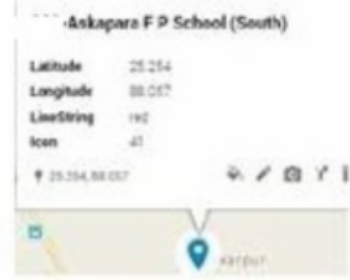 -Askapara F P School (South)
Latitude 25.254
Longitude 88.057
LineString red
Icon 41
25.254, 88.057